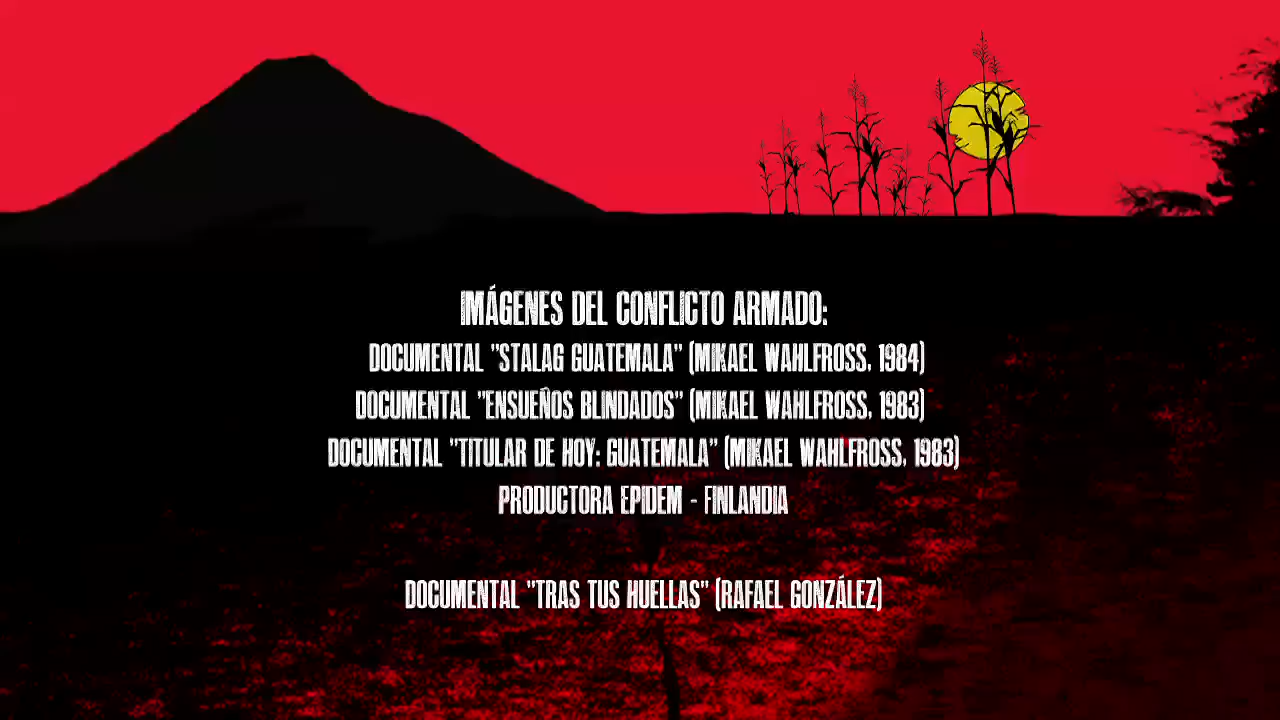 IMÁGENES DEL CONFLICTO ARMADO:
DOCUMENTAL "STALAG GUATEMALA" (MIKAEL WAHLFROSS, 1984)
DOCUMENTAL "ENSUEÑOS BLINDADOS" (MIKAEL WAHLFROSS, 1983)
DOCUMENTAL "TITULAR DE HOY: GUATEMALA" (MIKAEL WAHLFROSS, 1983)
PRODUCTORA EPIDEM - FINLANDIA
DOCUMENTAL "TRAS TUS HUELLAS" (RAFAEL GONZÁLEZ)